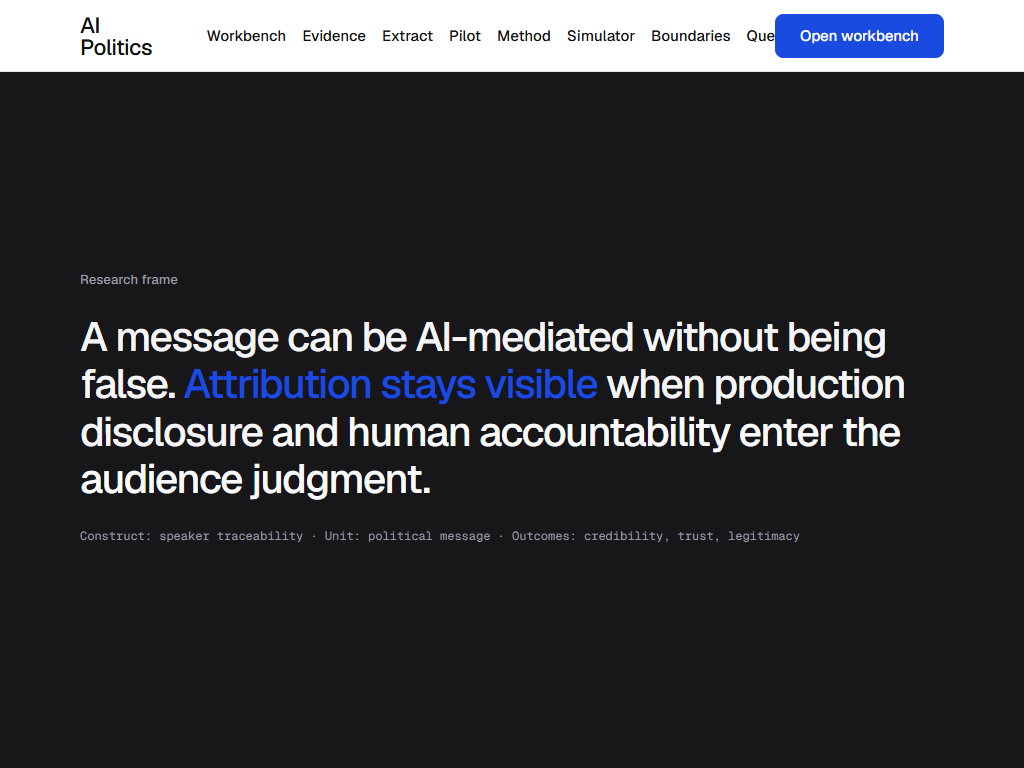 AI
Politics
Workbench Evidence Extract Pilot Method Simulator Boundaries Que
Open workbench
Research frame
A message can be AI-mediated without being
false. Attribution stays visible when production
disclosure and human accountability enter the
audience judgment.
Construct: speaker traceability · Unit: political message · Outcomes: credibility, trust, legitimacy